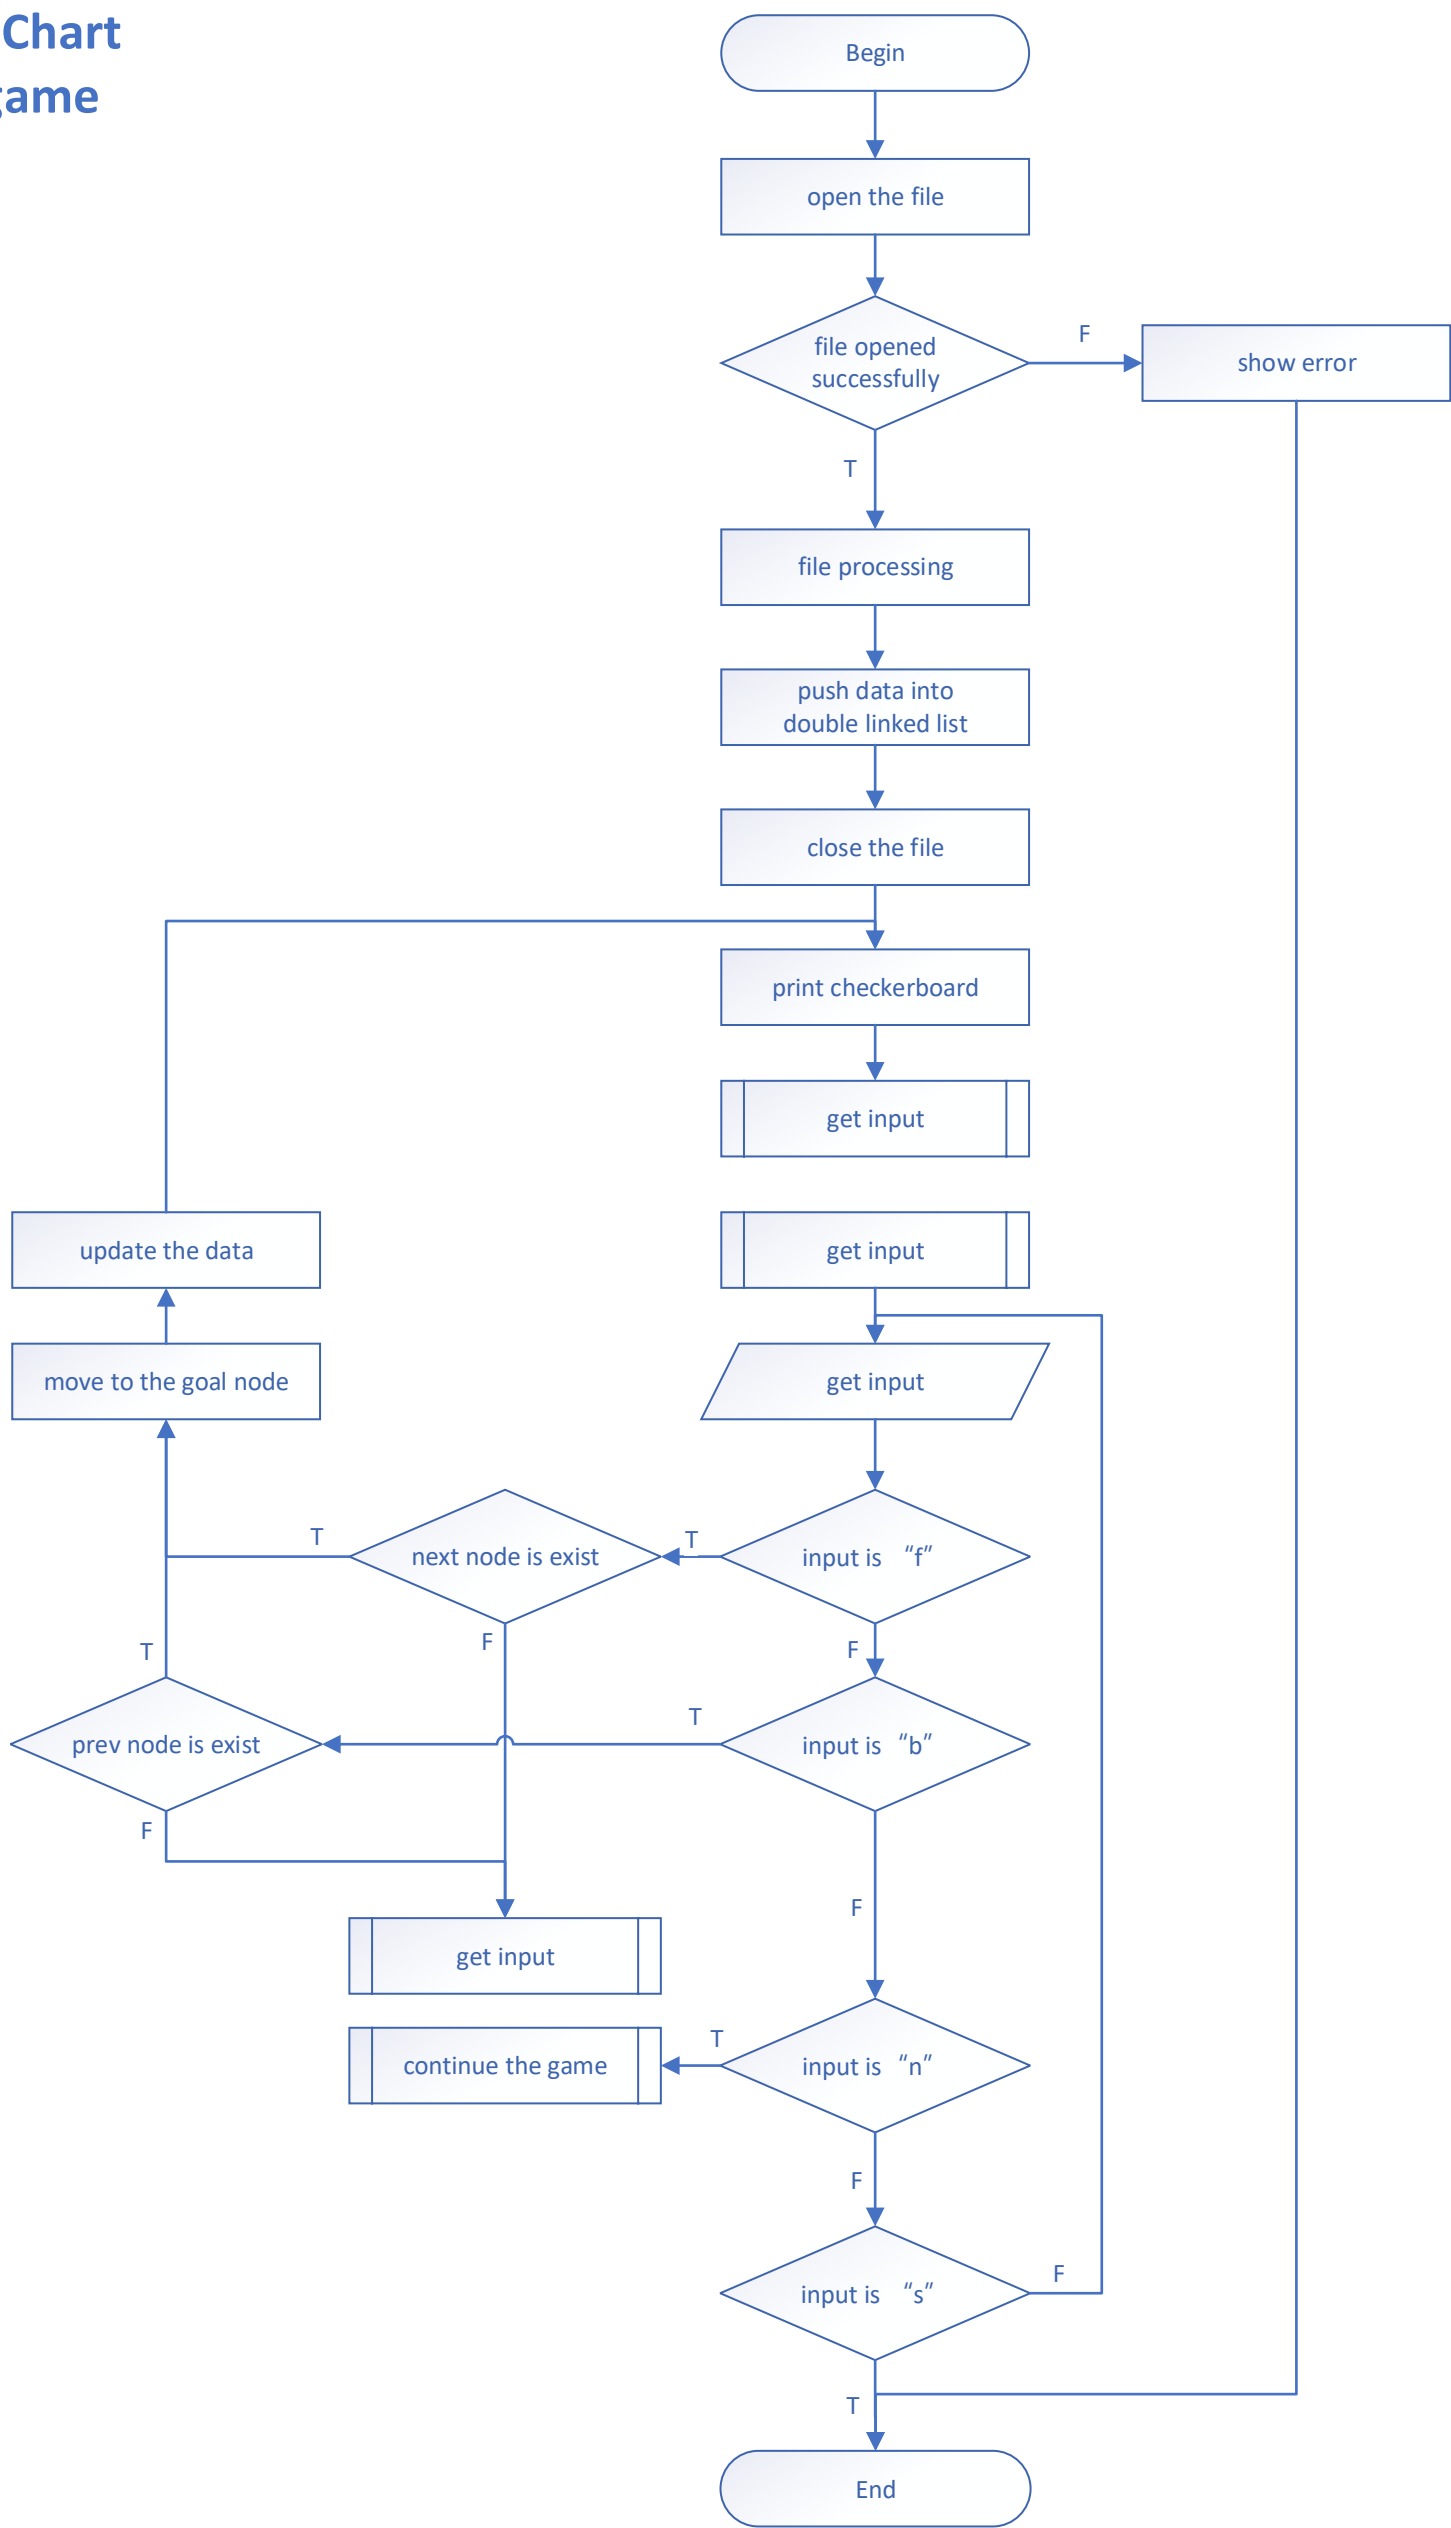 Chart
game
Begin
open the file
file opened
successfully
F
show error
T
file processing
push data into
double linked list
close the file
print checkerboard
get input
update the data
get input
move to the goal node
get input
T
next node is exist
T
input is “f”
T
F
F
prev node is exist
T
input is “b”
F
F
get input
continue the game
T
input is “n”
F
input is “s”
F
T
End